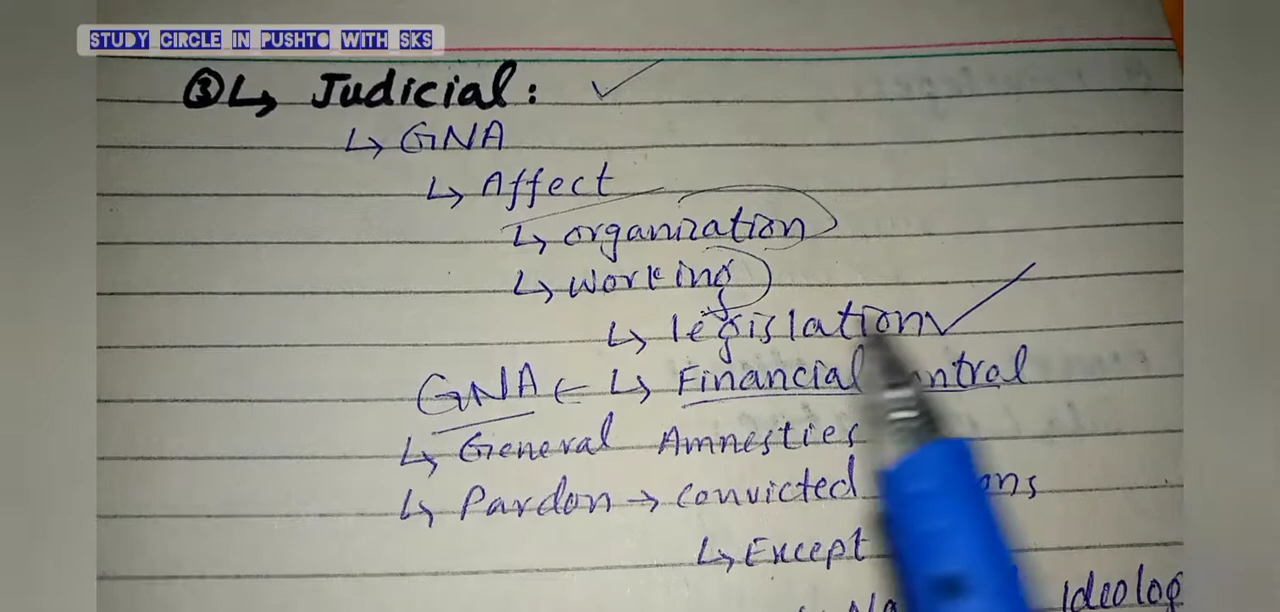 STUDY CIRCLE IN PUSHTO WITH SKS
③↳ Judicial: ✓
↳ GNA
↳ Affect
↳ organization
↳ working
↳ legislation ✓
GNA ← ↳ Financial
↳ General Amnesties
↳ Pardon → convicted
↳ Except
Ideolog